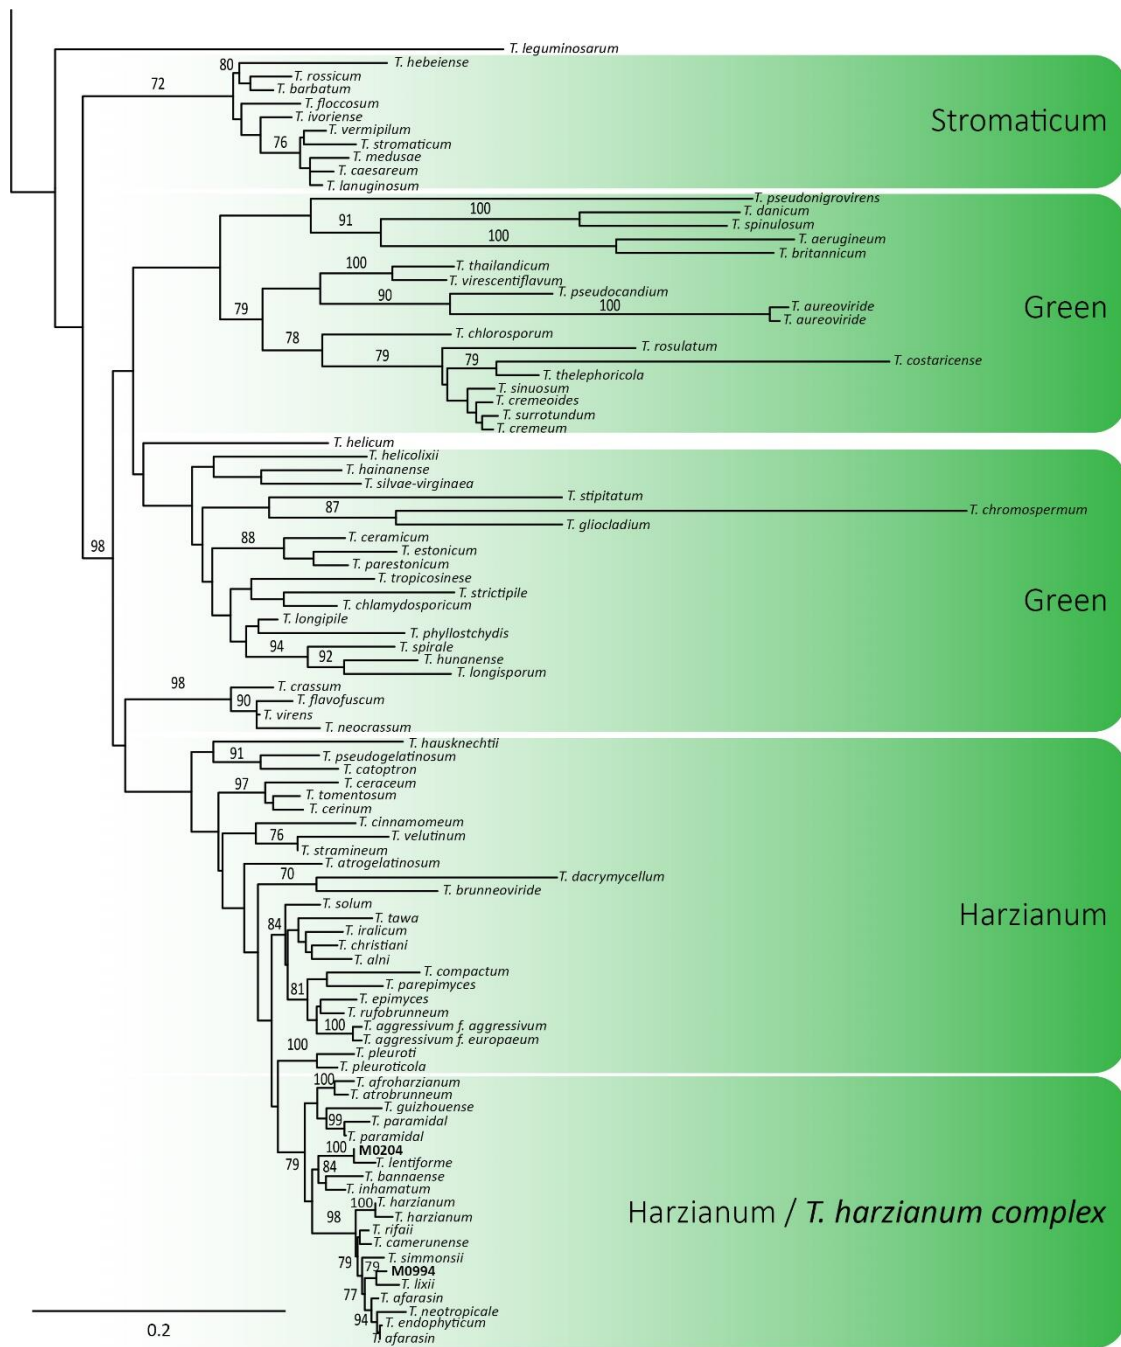 T. leguminosarum
80
T. hebeiense
72
T. rossicum
T. barbatum
T. floccosum
T. ivoriense
Stromaticum
T. vermipilum
76
T. stromaticum
T. medusae
T. caesareum
T. lanuginosum
T. pseudonigrovirens
100
T. danicum
91
T. spinulosum
100
T. aerugineum
T. britannicum
100
T. thailandicum
T. virescentiflavum
90
T. pseudocandium
100
T. aureoviride
79
Green
T. aureoviride
78
T. chlorosporum
T. rosulatum
79
79
T. costaricense
T. thelephoricola
T. sinuosum
T. cremeoides
T. surrotundum
T. cremeum
T. helicum
T. helicolixii
T. hainanense
T. silvae-virginaea
T. stipitatum
87
T. chromospermum
T. gliocladium
88
T. ceramicum
98
T. estonicum
T. parestonicum
T. tropicosinese
T. strictipile
Green
T. chlamydosporicum
T. longipile
T. phyllostchydis
94
T. spirale
92
T. hunanense
T. longisporum
98
T. crassum
90
T. flavofuscum
T. virens
T. neocrassum
T. hausknechtii
91
T. pseudogelatinosum
T. catoptron
97
T. ceraceum
T. tomentosum
T. cerinum
T. cinnamomeum
76
T. velutinum
T. stramineum
T. atrogelatinosum
70
T. dacrymycellum
T. brunneoviride
T. solum
Harzianum
84
T. tawa
T. iralicum
T. christiani
T. alni
T. compactum
81
T. parepimyces
T. epimyces
T. rufobrunneum
100
T. aggressivum f. aggressivum
T. aggressivum f. europaeum
100
T. pleuroti
T. pleuroticola
100
T. afroharzianum
T. atrobrunneum
T. guizhouense
99
T. paramidal
T. paramidal
100
M0204
79
84
T. lentiforme
T. bannaense
T. inhamatum
100
T. harzianum
98
T. harzianum
Harzianum / T. harzianum complex
T. rifaii
T. camerunense
79
T. simmonsii
79
M0994
T. lixii
77
T. afarasin
T. neotropicale
94
T. endophyticum
T. afarasin
0.2